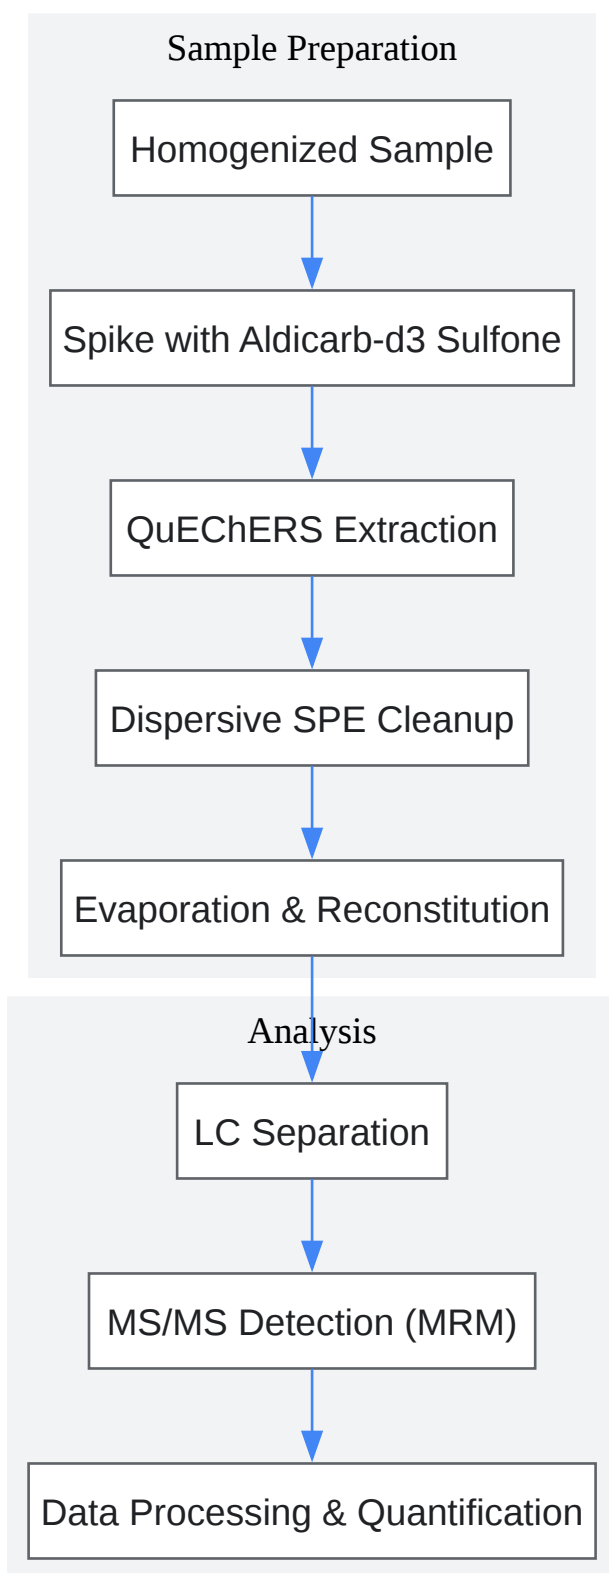 Sample Preparation
Homogenized Sample
Spike with Aldicarb-d3 Sulfone
QuEChERS Extraction
Dispersive SPE Cleanup
Evaporation & Reconstitution
Analysis
LC Separation
MS/MS Detection (MRM)
Data Processing & Quantification